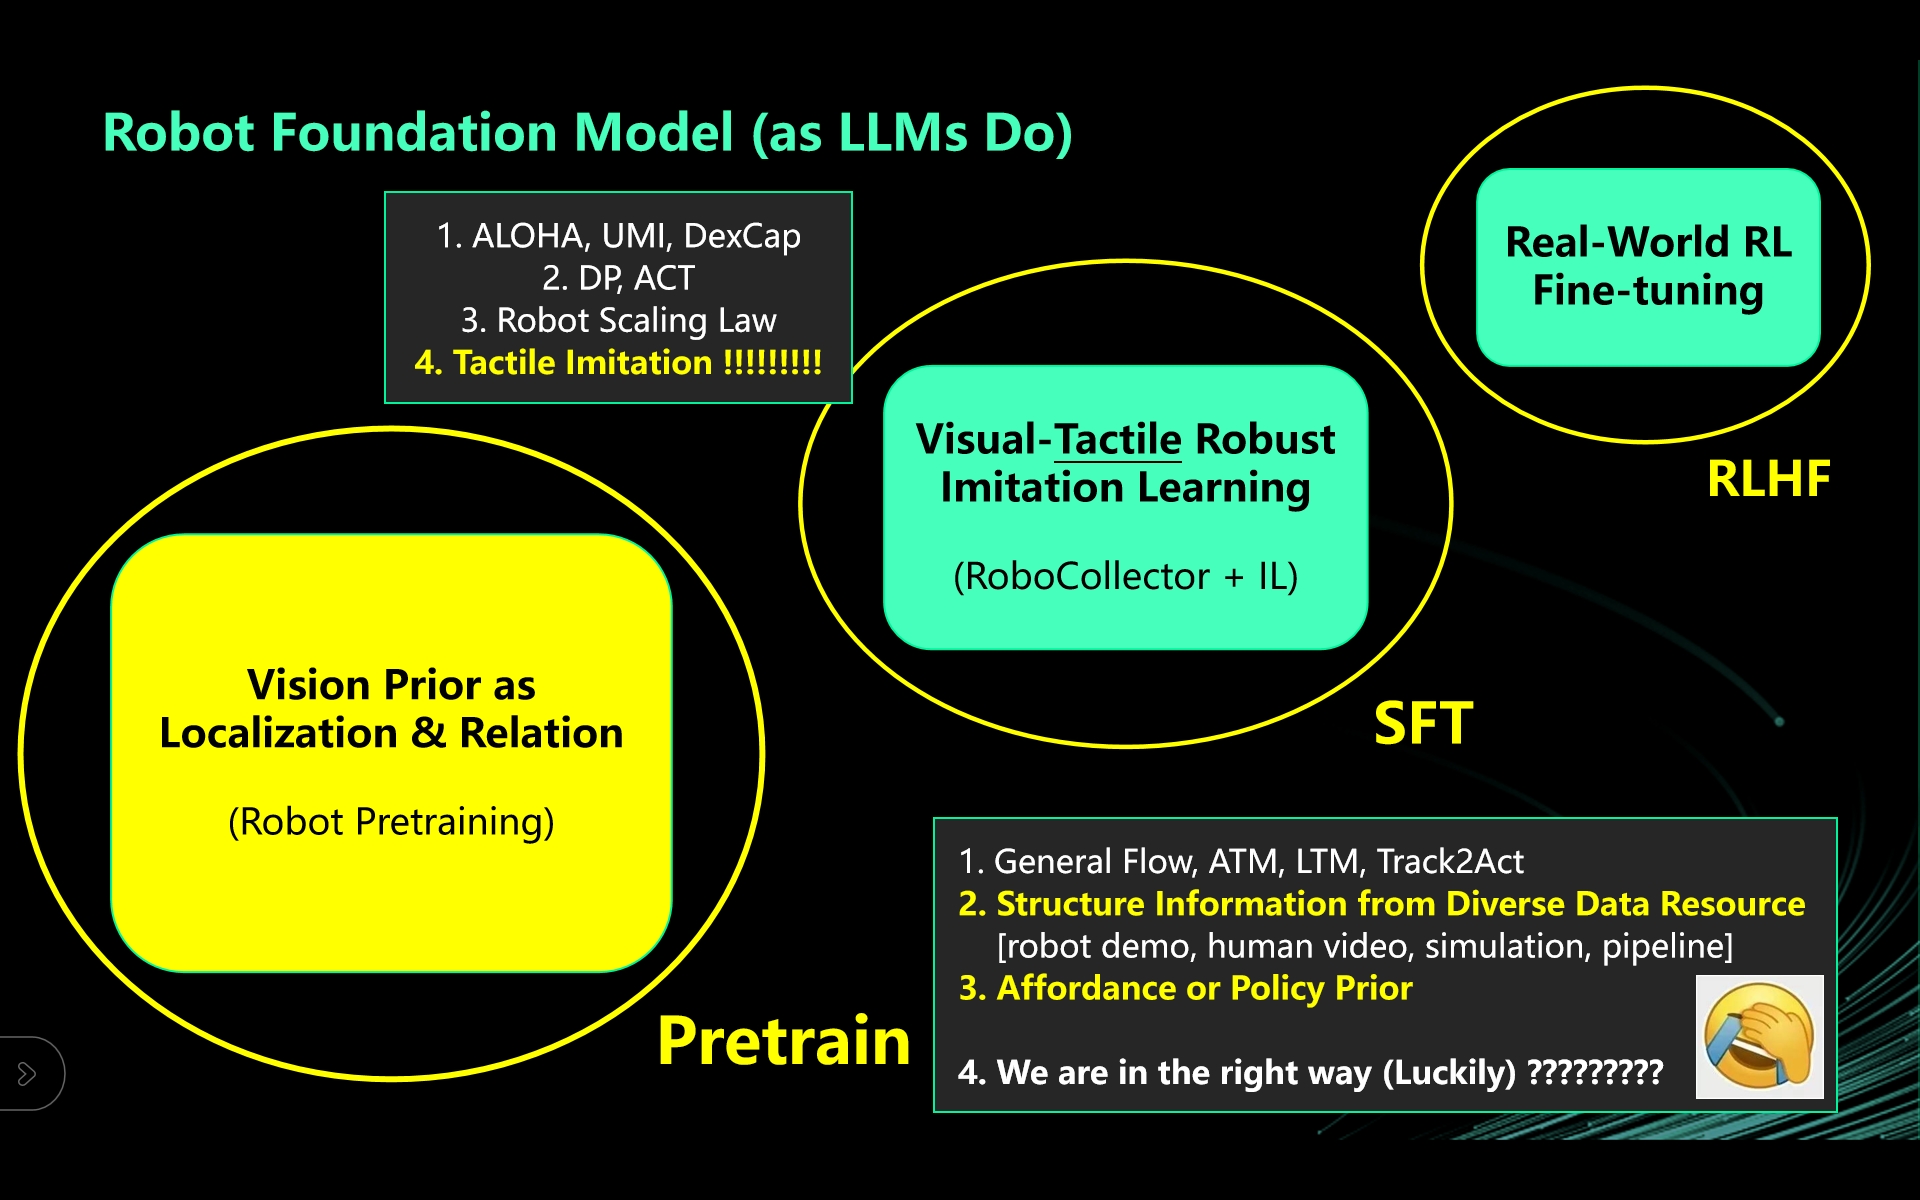 Robot Foundation Model (as LLMs Do)
1. ALOHA, UMI, DexCap
2. DP, ACT
3. Robot Scaling Law
4. Tactile Imitation !!!!!!!!!
Real-World RL
Fine-tuning
RLHF
Visual-Tactile Robust
Imitation Learning
(RoboCollector + IL)
SFT
Vision Prior as
Localization & Relation
(Robot Pretraining)
Pretrain
1. General Flow, ATM, LTM, Track2Act
2. Structure Information from Diverse Data Resource
[robot demo, human video, simulation, pipeline]
3. Affordance or Policy Prior
4. We are in the right way (Luckily) ?????????